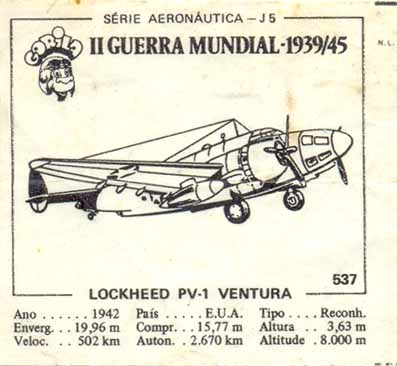 SÉRIE AERONÁUTICA – J 5
II GUERRA MUNDIAL-1939/45
N. L.
537
LOCKHEED PV-1 VENTURA
Ano . . . . . . 1942 País . . . . . E.U.A. Tipo . . . . Reconh.
Enverg. . . 19,96 m Compr. . . 15,77 m Altura . . 3,63 m
Veloc. . . 502 km Auton. . 2.670 km Altitude . 8.000 m